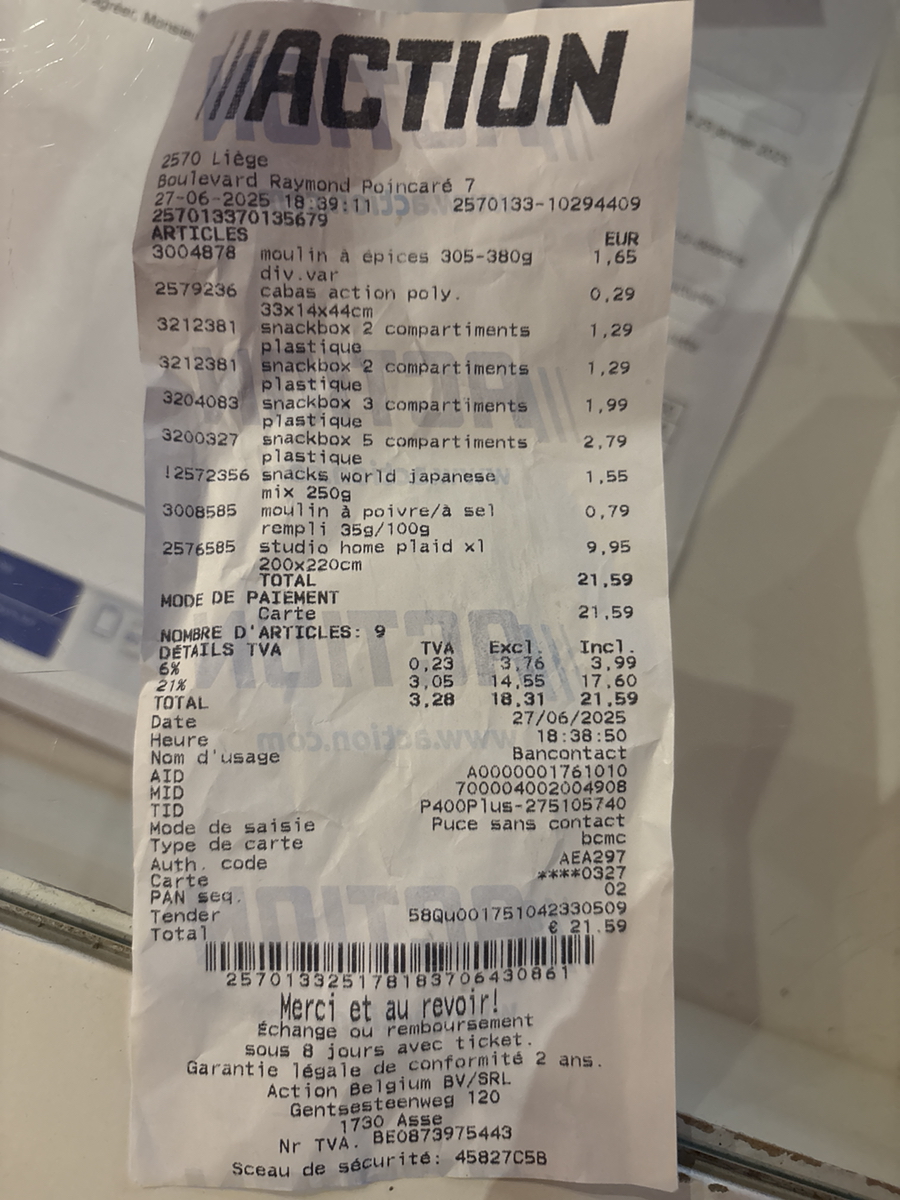 agréer, Monsie
ACTION
2570 Liège
Boulevard Raymond Poincaré 7
27-06-2025 18:39:11 2570133-10294409
257013370135679
ARTICLES EUR
3004878 moulin à épices 305-380g 1,65
div.var
2579236 cabas action poly. 0,29
33x14x44cm
3212381 snackbox 2 compartiments 1,29
plastique
3212381 snackbox 2 compartiments 1,29
plastique
3204083 snackbox 3 compartiments 1,99
plastique
3200327 snackbox 5 compartiments 2,79
plastique
!2572356 snacks world japanese 1,55
mix 250g
3008585 moulin à poivre/à sel 0,79
rempli 35g/100g
2576585 studio home plaid xl 9,95
200x220cm
TOTAL 21,59
MODE DE PAIEMENT
Carte 21,59
NOMBRE D'ARTICLES: 9
DÉTAILS TVA TVA Excl. Incl.
6% 0,23 3,76 3,99
21% 3,05 14,55 17,60
TOTAL 3,28 18,31 21,59
Date 27/06/2025
Heure 18:38:50
Nom d'usage Bancontact
AID A0000001761010
MID 700004002004908
TID P400Plus-275105740
Mode de saisie Puce sans contact
Type de carte bcmc
Auth. code AEA297
Carte ****0327
PAN seq. 02
Tender 58Qu001751042330509
Total € 21.59
257013325178183706430861
Merci et au revoir!
Échange ou remboursement
sous 8 jours avec ticket.
Garantie légale de conformité 2 ans.
Action Belgium BV/SRL
Gentsesteenweg 120
1730 Asse
Nr TVA. BE0873975443
Sceau de sécurité: 45827C5B